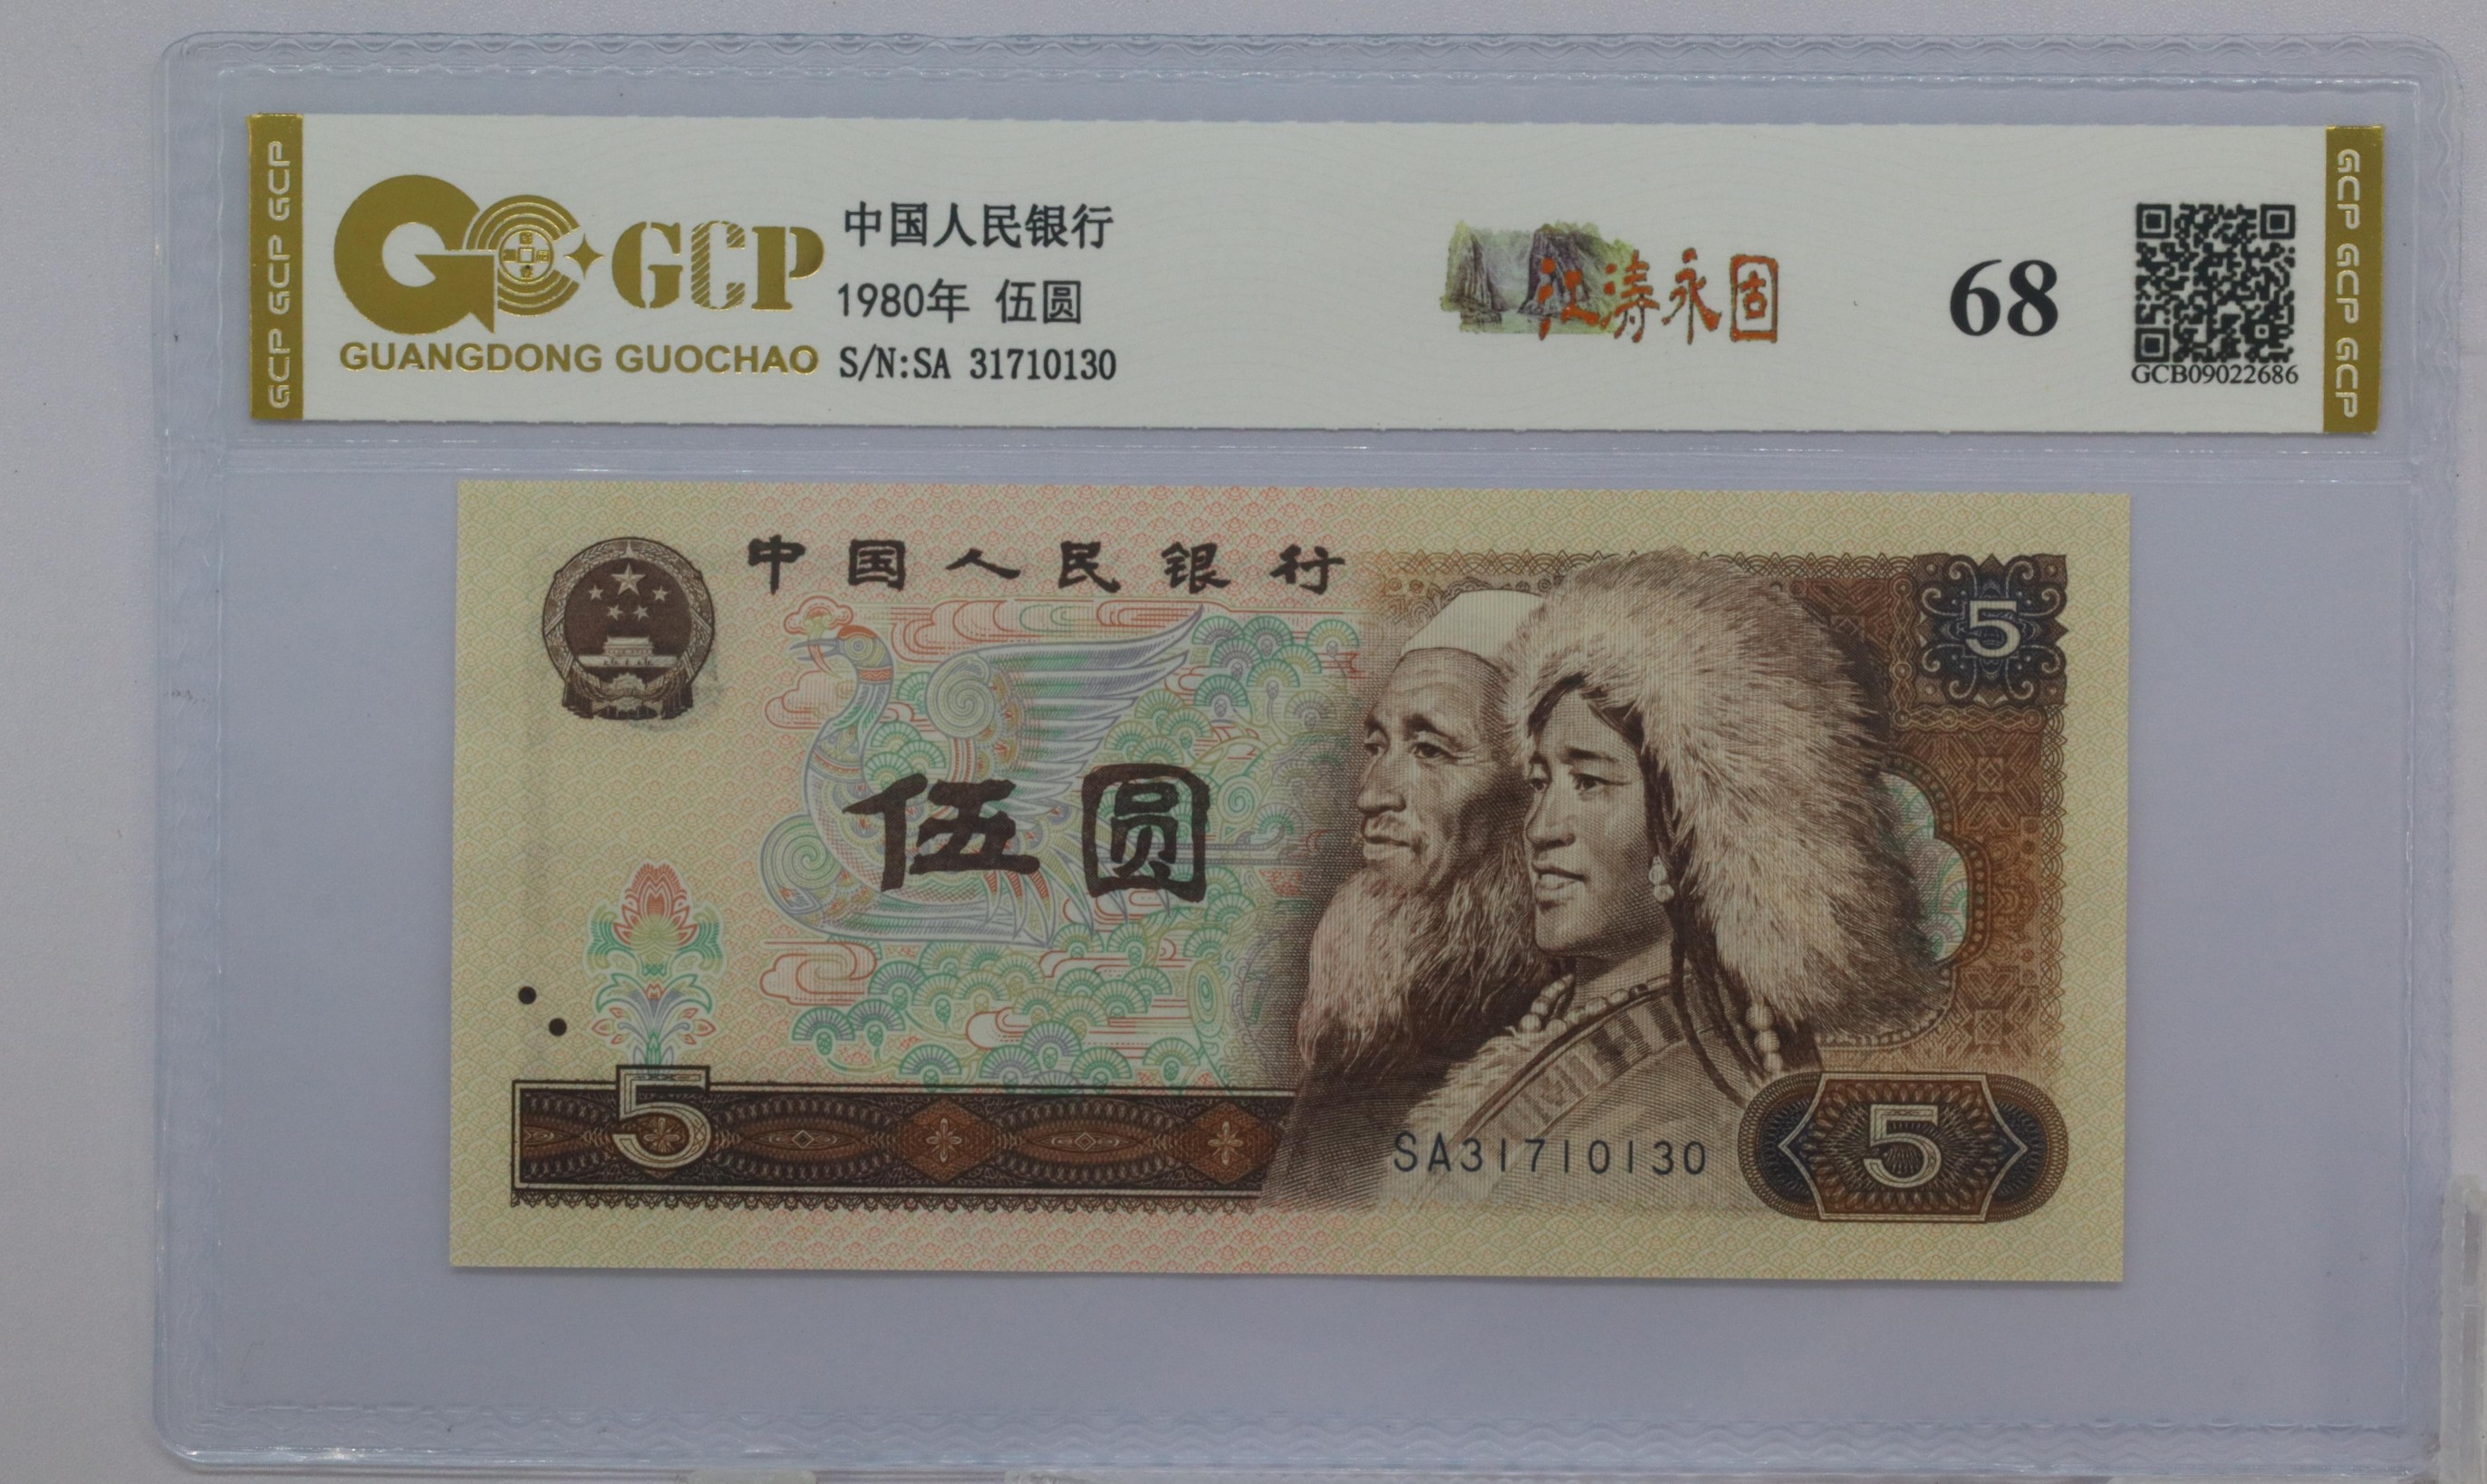 GCP GCP GCP
GCP
GUANGDONG GUOCHAO
中国人民银行
1980年 伍圆
S/N:SA 31710130
江涛永固
68
GCB09022686
GCP GCP GCP
中国人民银行
5
伍圆
5
SA31710130
5